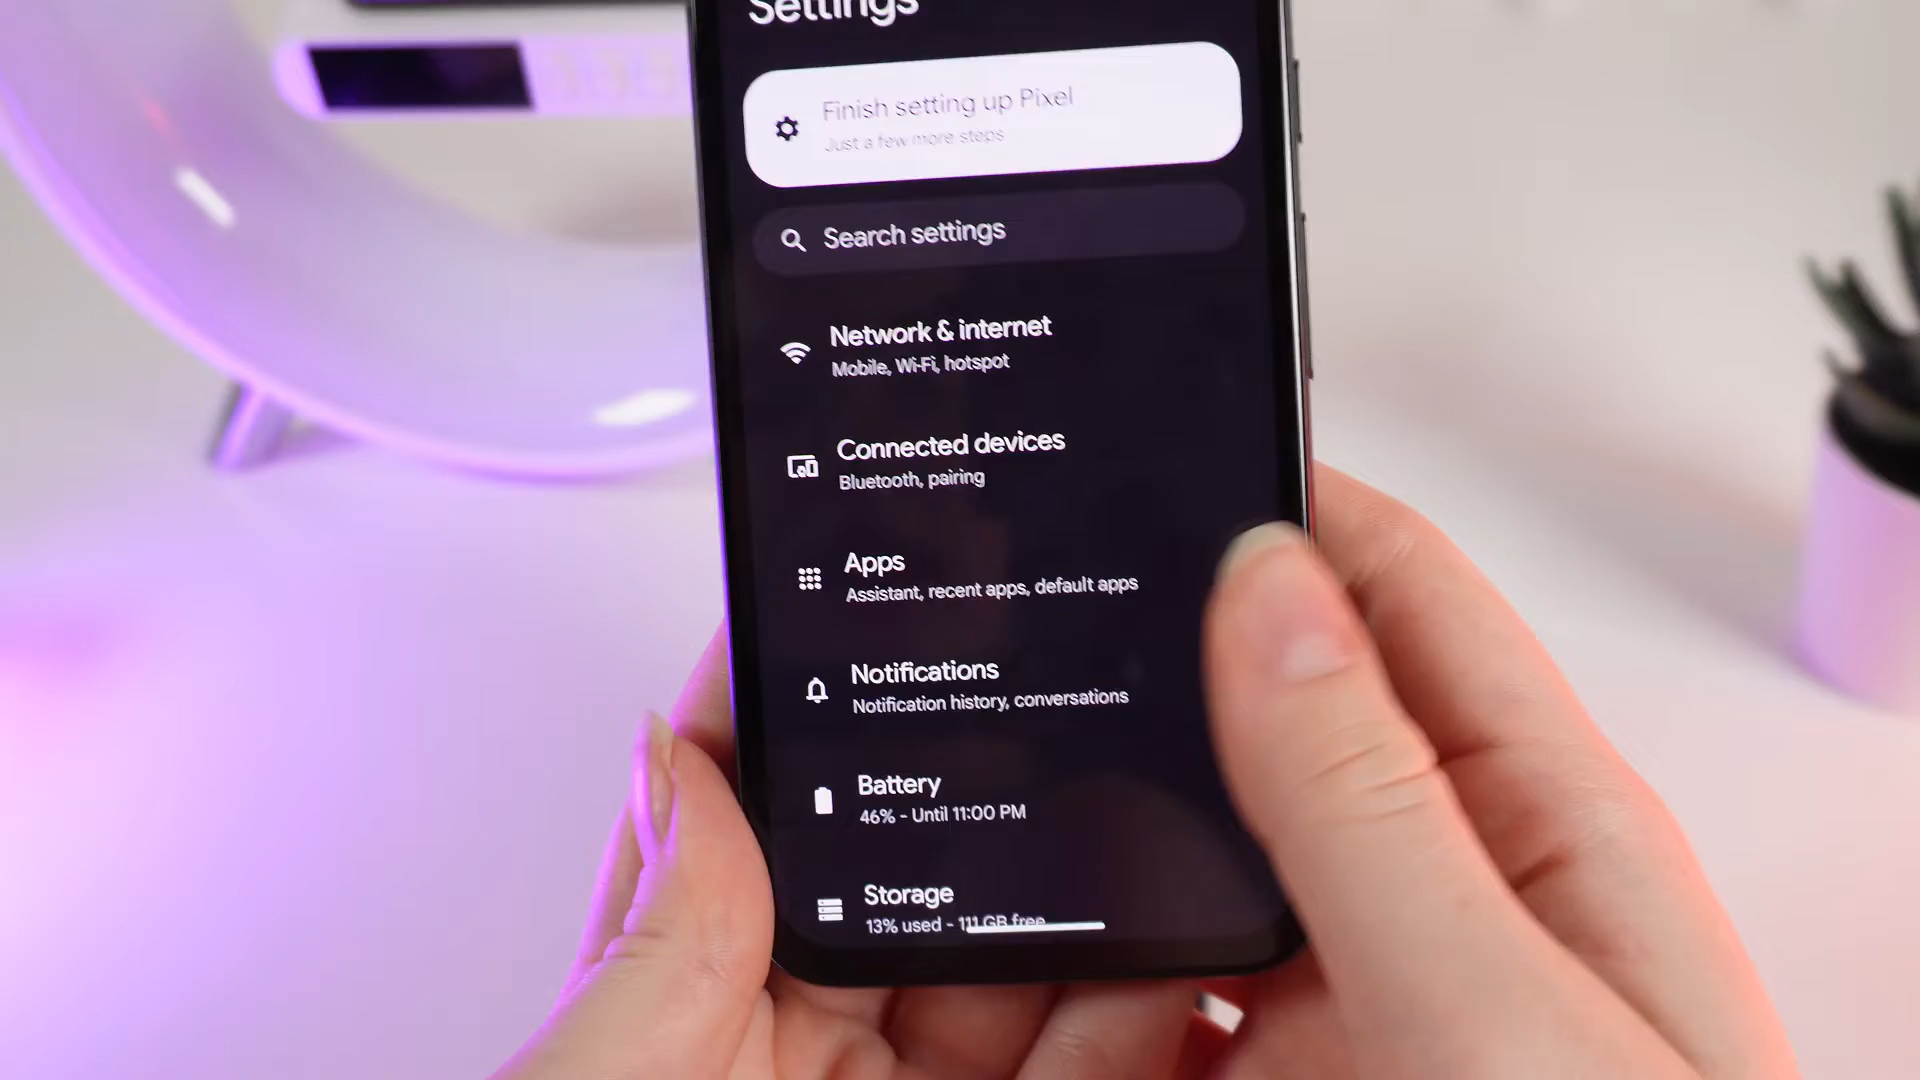 Settings
Finish setting up Pixel
Just a few more steps
Search settings
Network & internet
Mobile, Wi-Fi, hotspot
Connected devices
Bluetooth, pairing
Apps
Assistant, recent apps, default apps
Notifications
Notification history, conversations
Battery
46% - Until 11:00 PM
Storage
13% used - 111 GB free